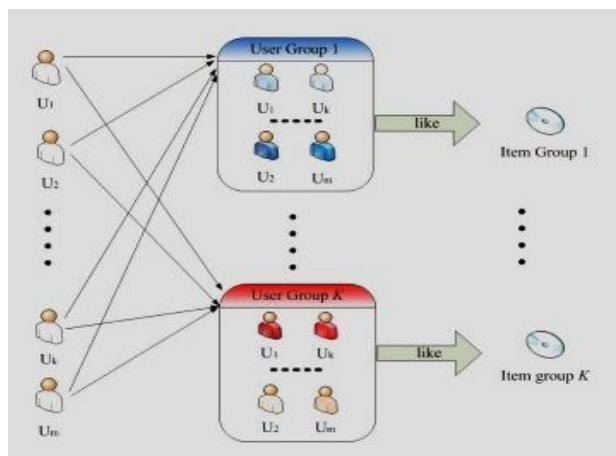 User Group 1
U1
U1 Uk
like
U2
U2 Um
Item Group 1
User Group K
Uk
U1 Uk
like
Um
U2 Um
Item group K